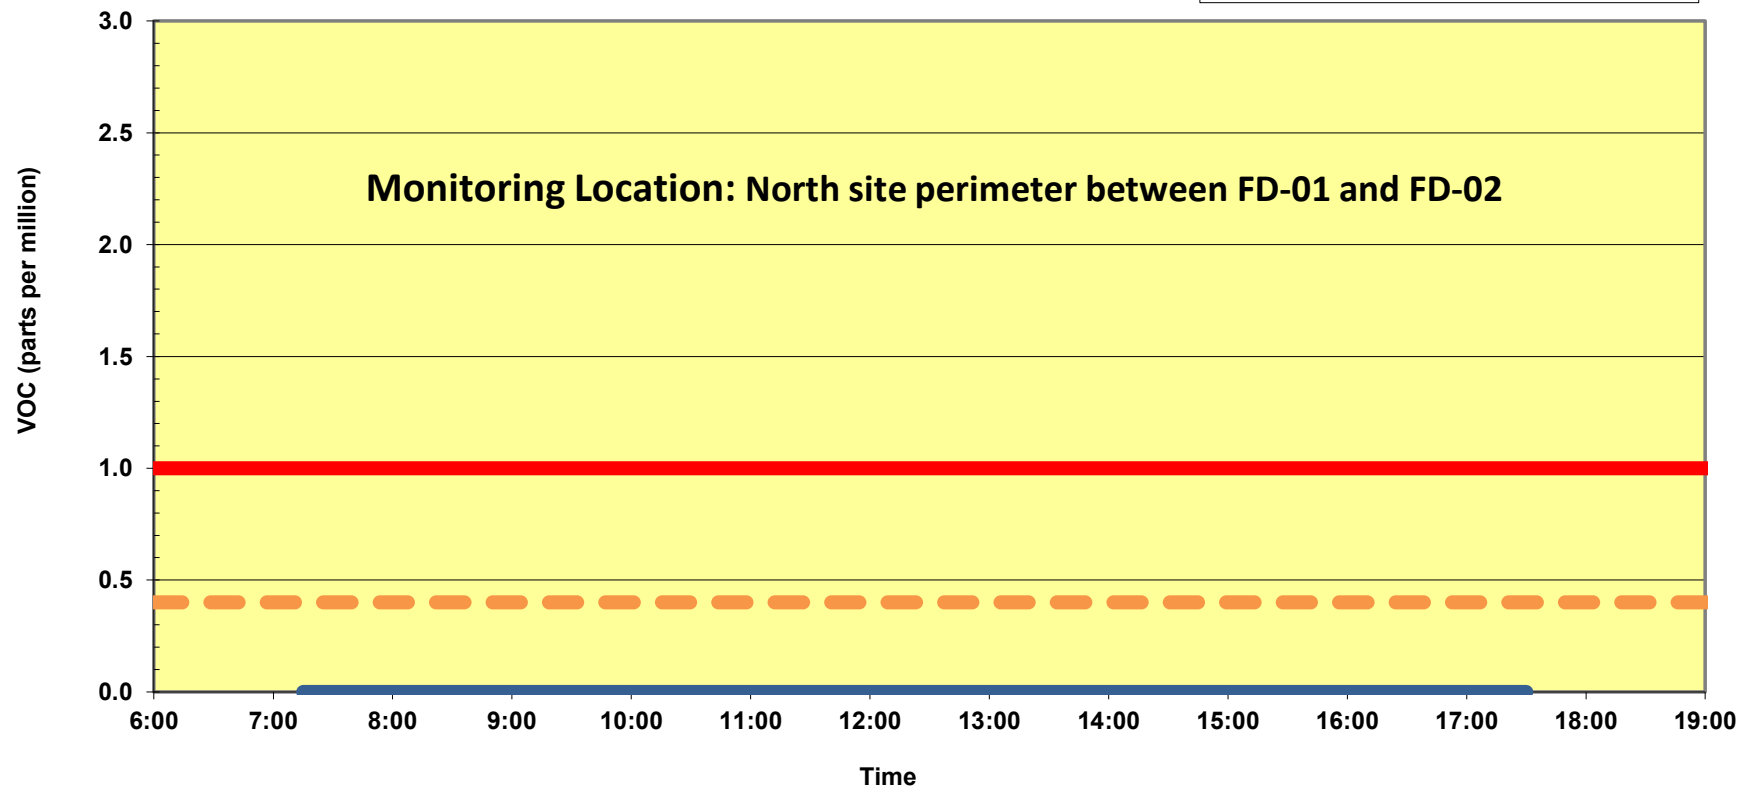 3.0
2.5
Monitoring Location: North site perimeter between FD-01 and FD-02
2.0
VOC (parts per million)
1.5
1.0
0.5
0.0
6:00 7:00 8:00 9:00 10:00 11:00 12:00 13:00 14:00 15:00 16:00 17:00 18:00 19:00
Time